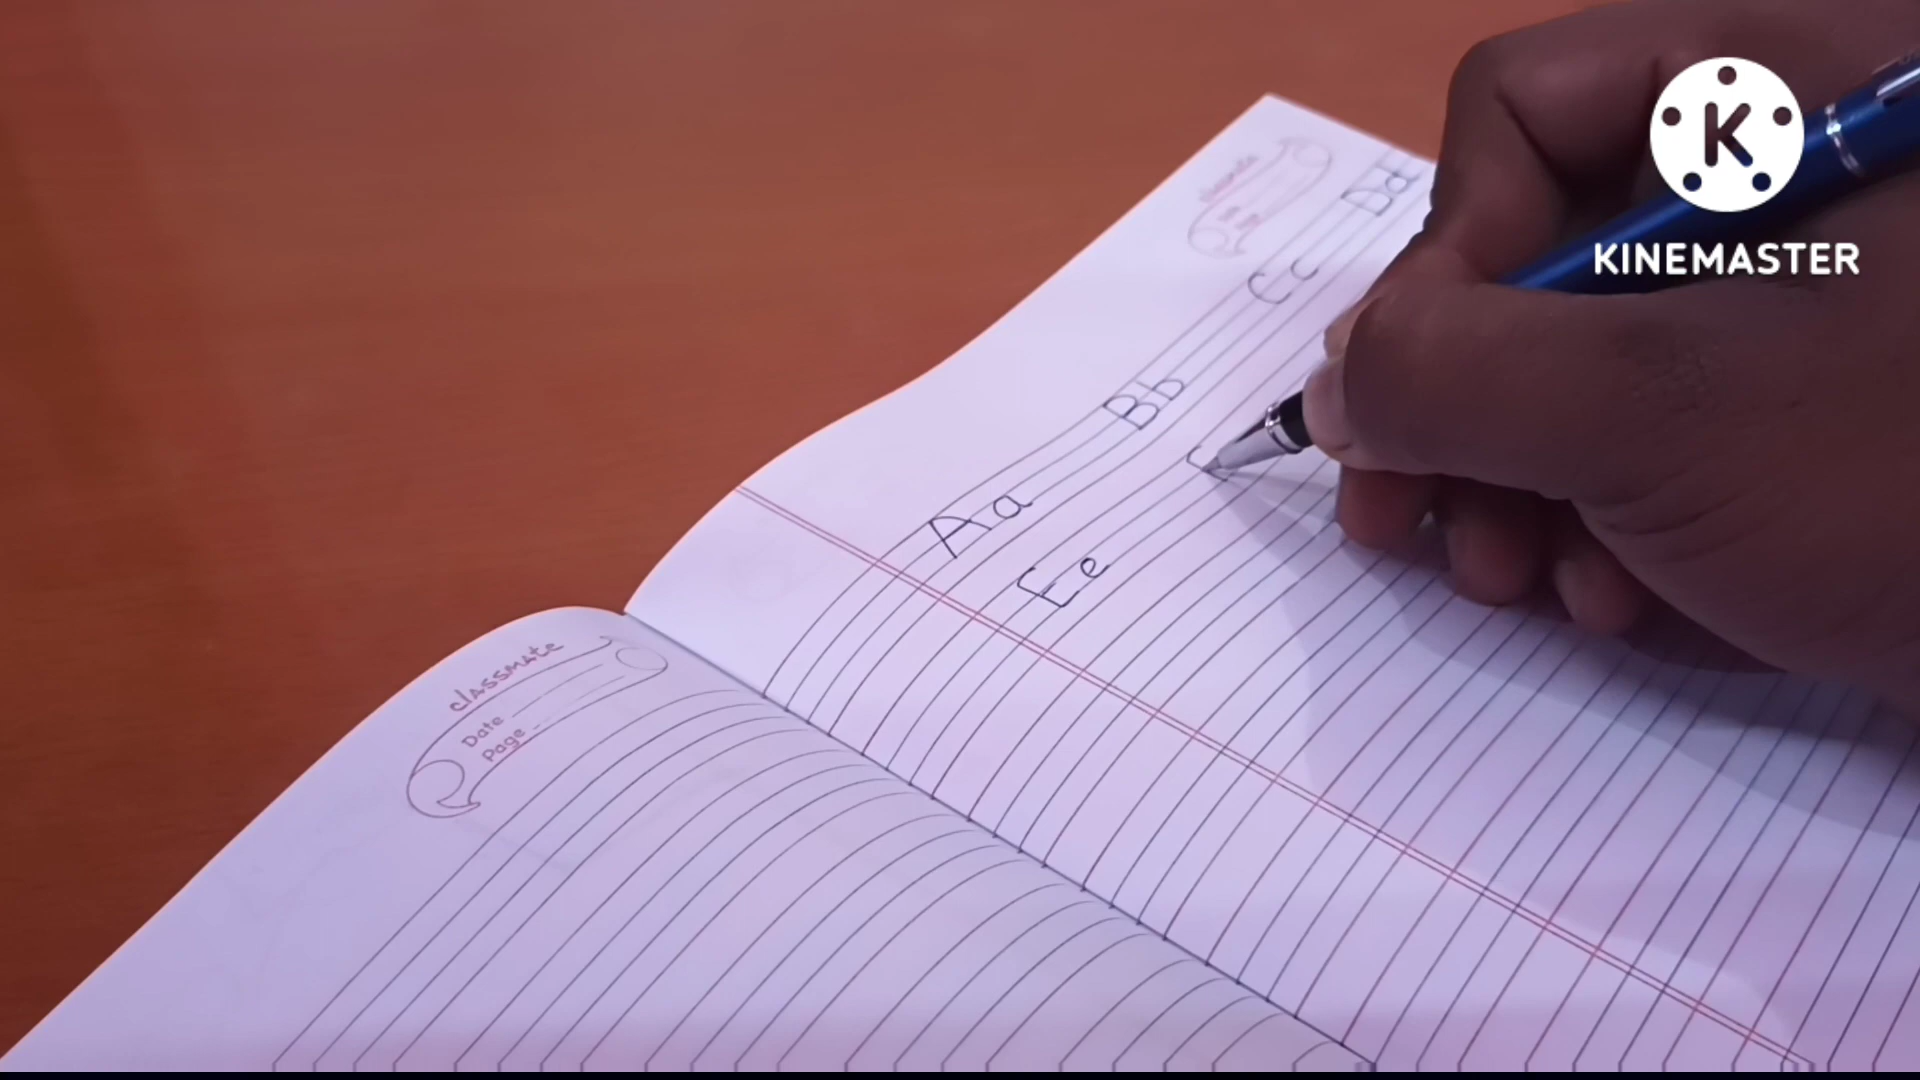 KINEMASTER
Aa Bb Cc Dd
Ee
classmate
Date
Page